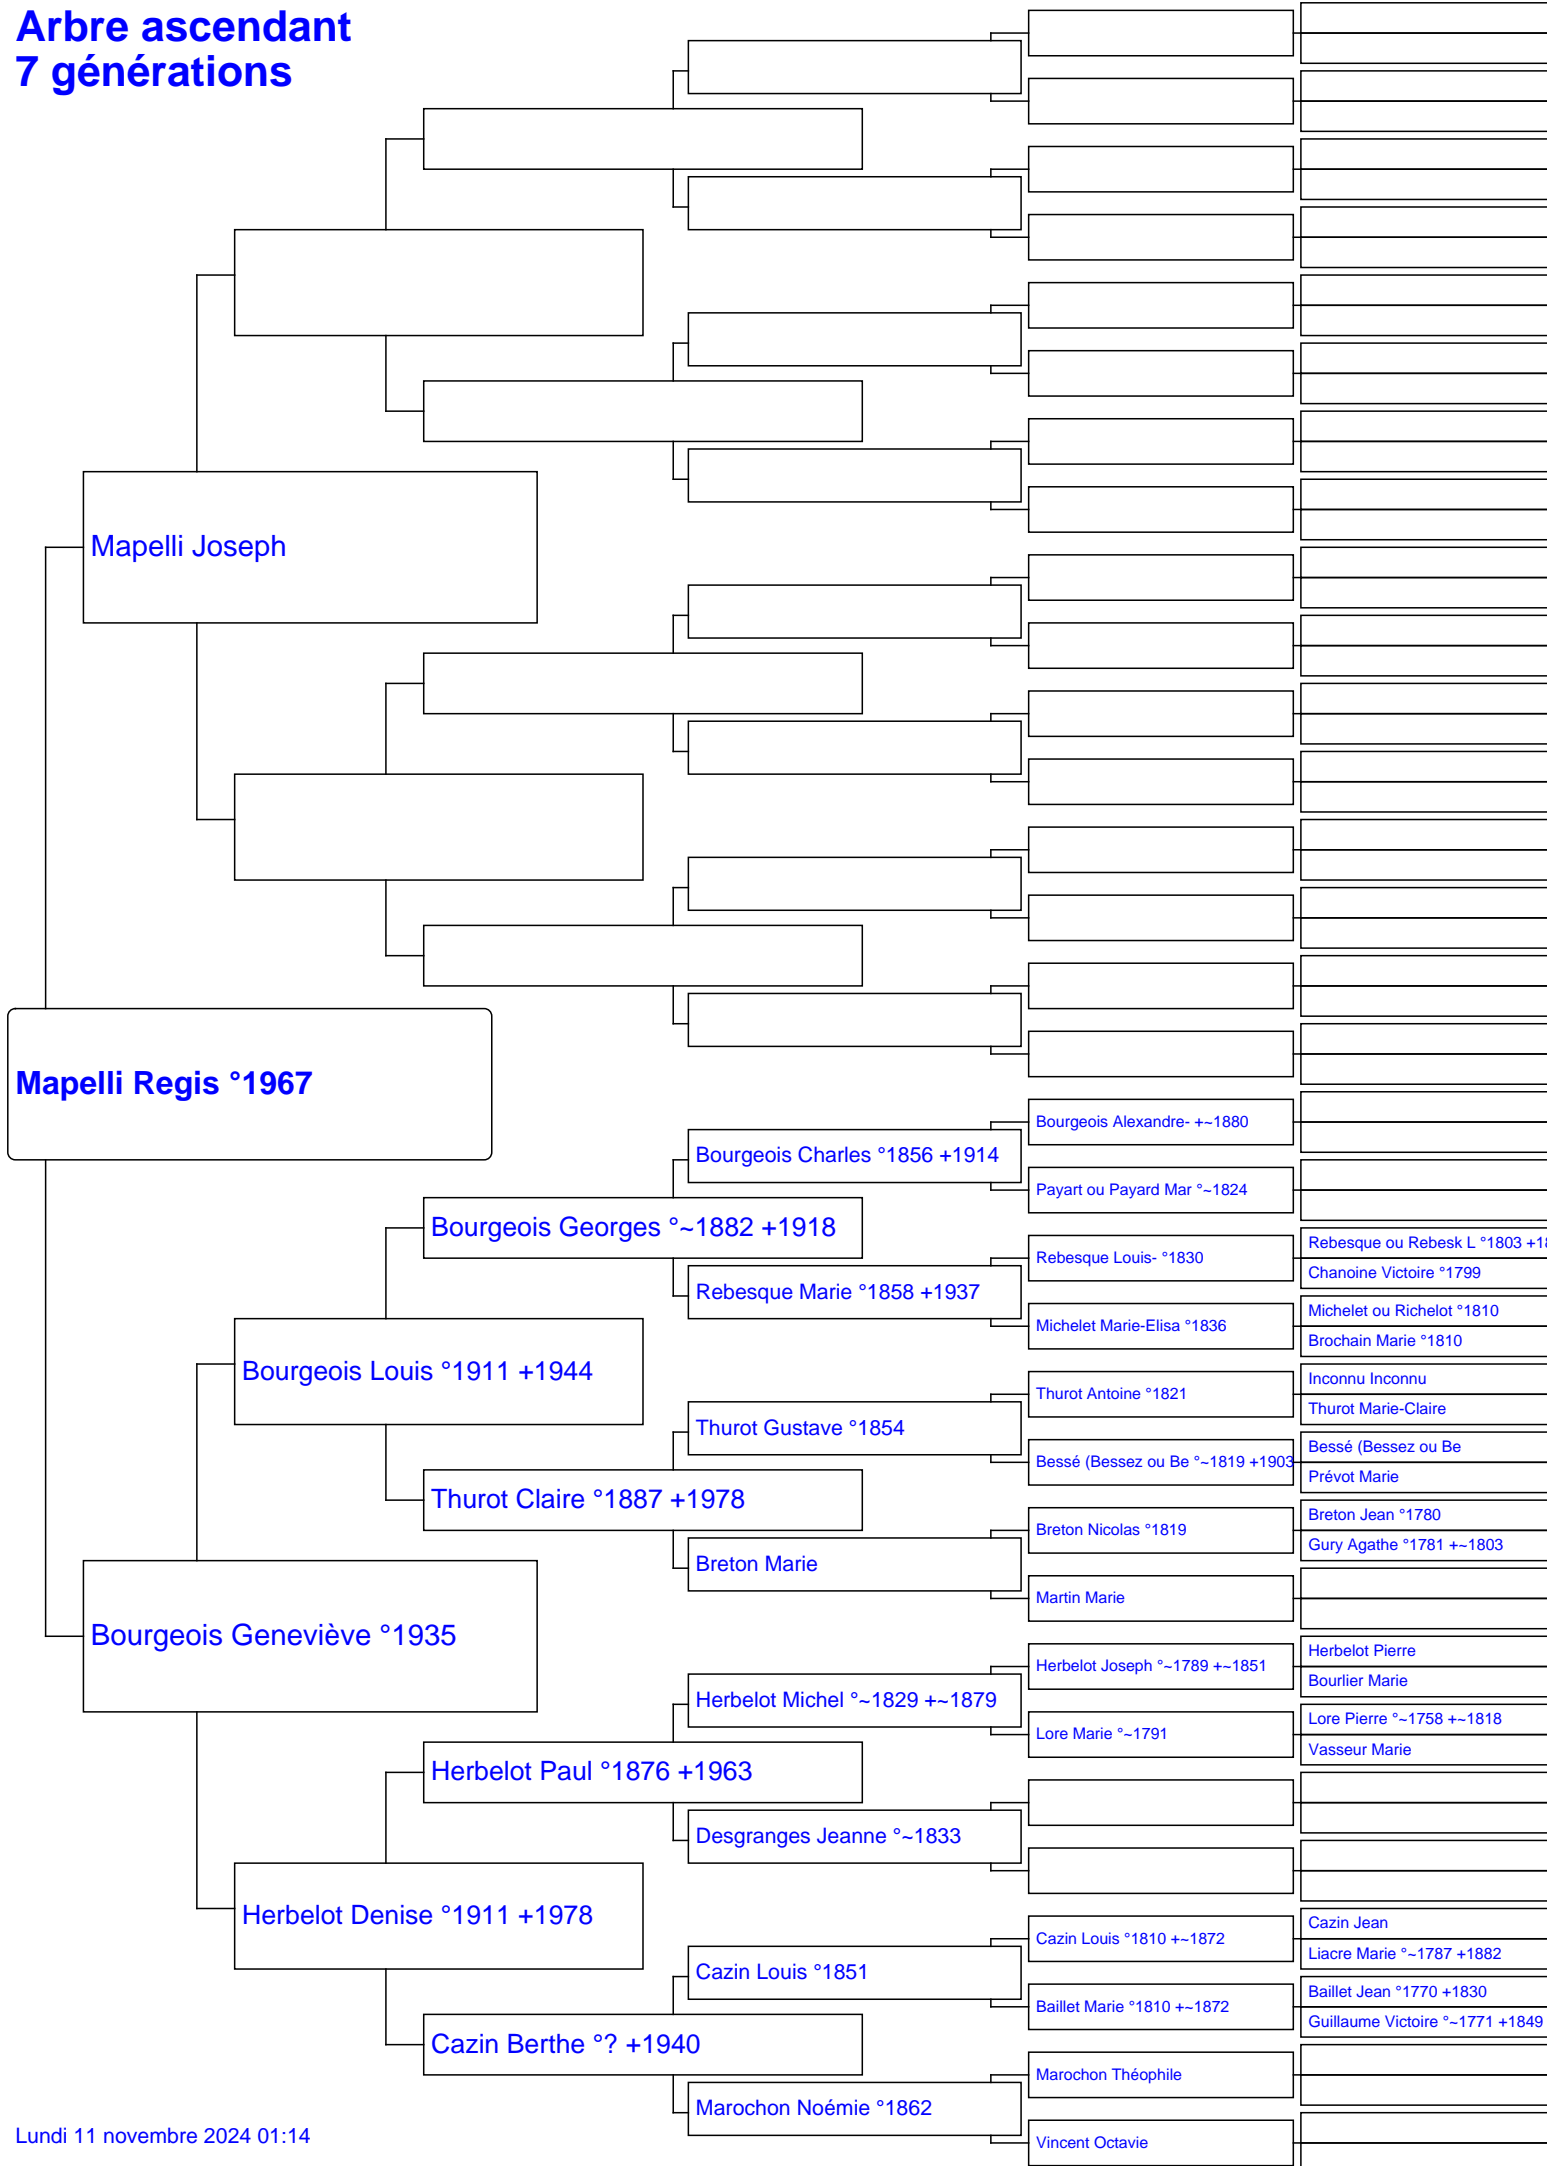 Arbre ascendant
7 générations
Mapelli Joseph
Mapelli Regis °1967
Bourgeois Alexandre- +~1880
Bourgeois Charles °1856 +1914
Payart ou Payard Mar °~1824
Bourgeois Georges °~1882 +1918
Rebesque ou Rebesk L °1803 +18
Rebesque Louis- °1830
Chanoine Victoire °1799
Rebesque Marie °1858 +1937
Michelet ou Richelot °1810
Michelet Marie-Elisa °1836
Brochain Marie °1810
Bourgeois Louis °1911 +1944
Inconnu Inconnu
Thurot Antoine °1821
Thurot Marie-Claire
Thurot Gustave °1854
Bessé (Bessez ou Be
Bessé (Bessez ou Be °~1819 +1903
Prévot Marie
Thurot Claire °1887 +1978
Breton Jean °1780
Breton Nicolas °1819
Gury Agathe °1781 +~1803
Breton Marie
Martin Marie
Bourgeois Geneviève °1935
Herbelot Pierre
Herbelot Joseph °~1789 +~1851
Bourlier Marie
Herbelot Michel °~1829 +~1879
Lore Pierre °~1758 +~1818
Lore Marie °~1791
Vasseur Marie
Herbelot Paul °1876 +1963
Desgranges Jeanne °~1833
Herbelot Denise °1911 +1978
Cazin Jean
Cazin Louis °1810 +~1872
Liacre Marie °~1787 +1882
Cazin Louis °1851
Baillet Jean °1770 +1830
Baillet Marie °1810 +~1872
Guillaume Victoire °~1771 +1849
Cazin Berthe °? +1940
Marochon Théophile
Marochon Noémie °1862
Vincent Octavie
Lundi 11 novembre 2024 01:14